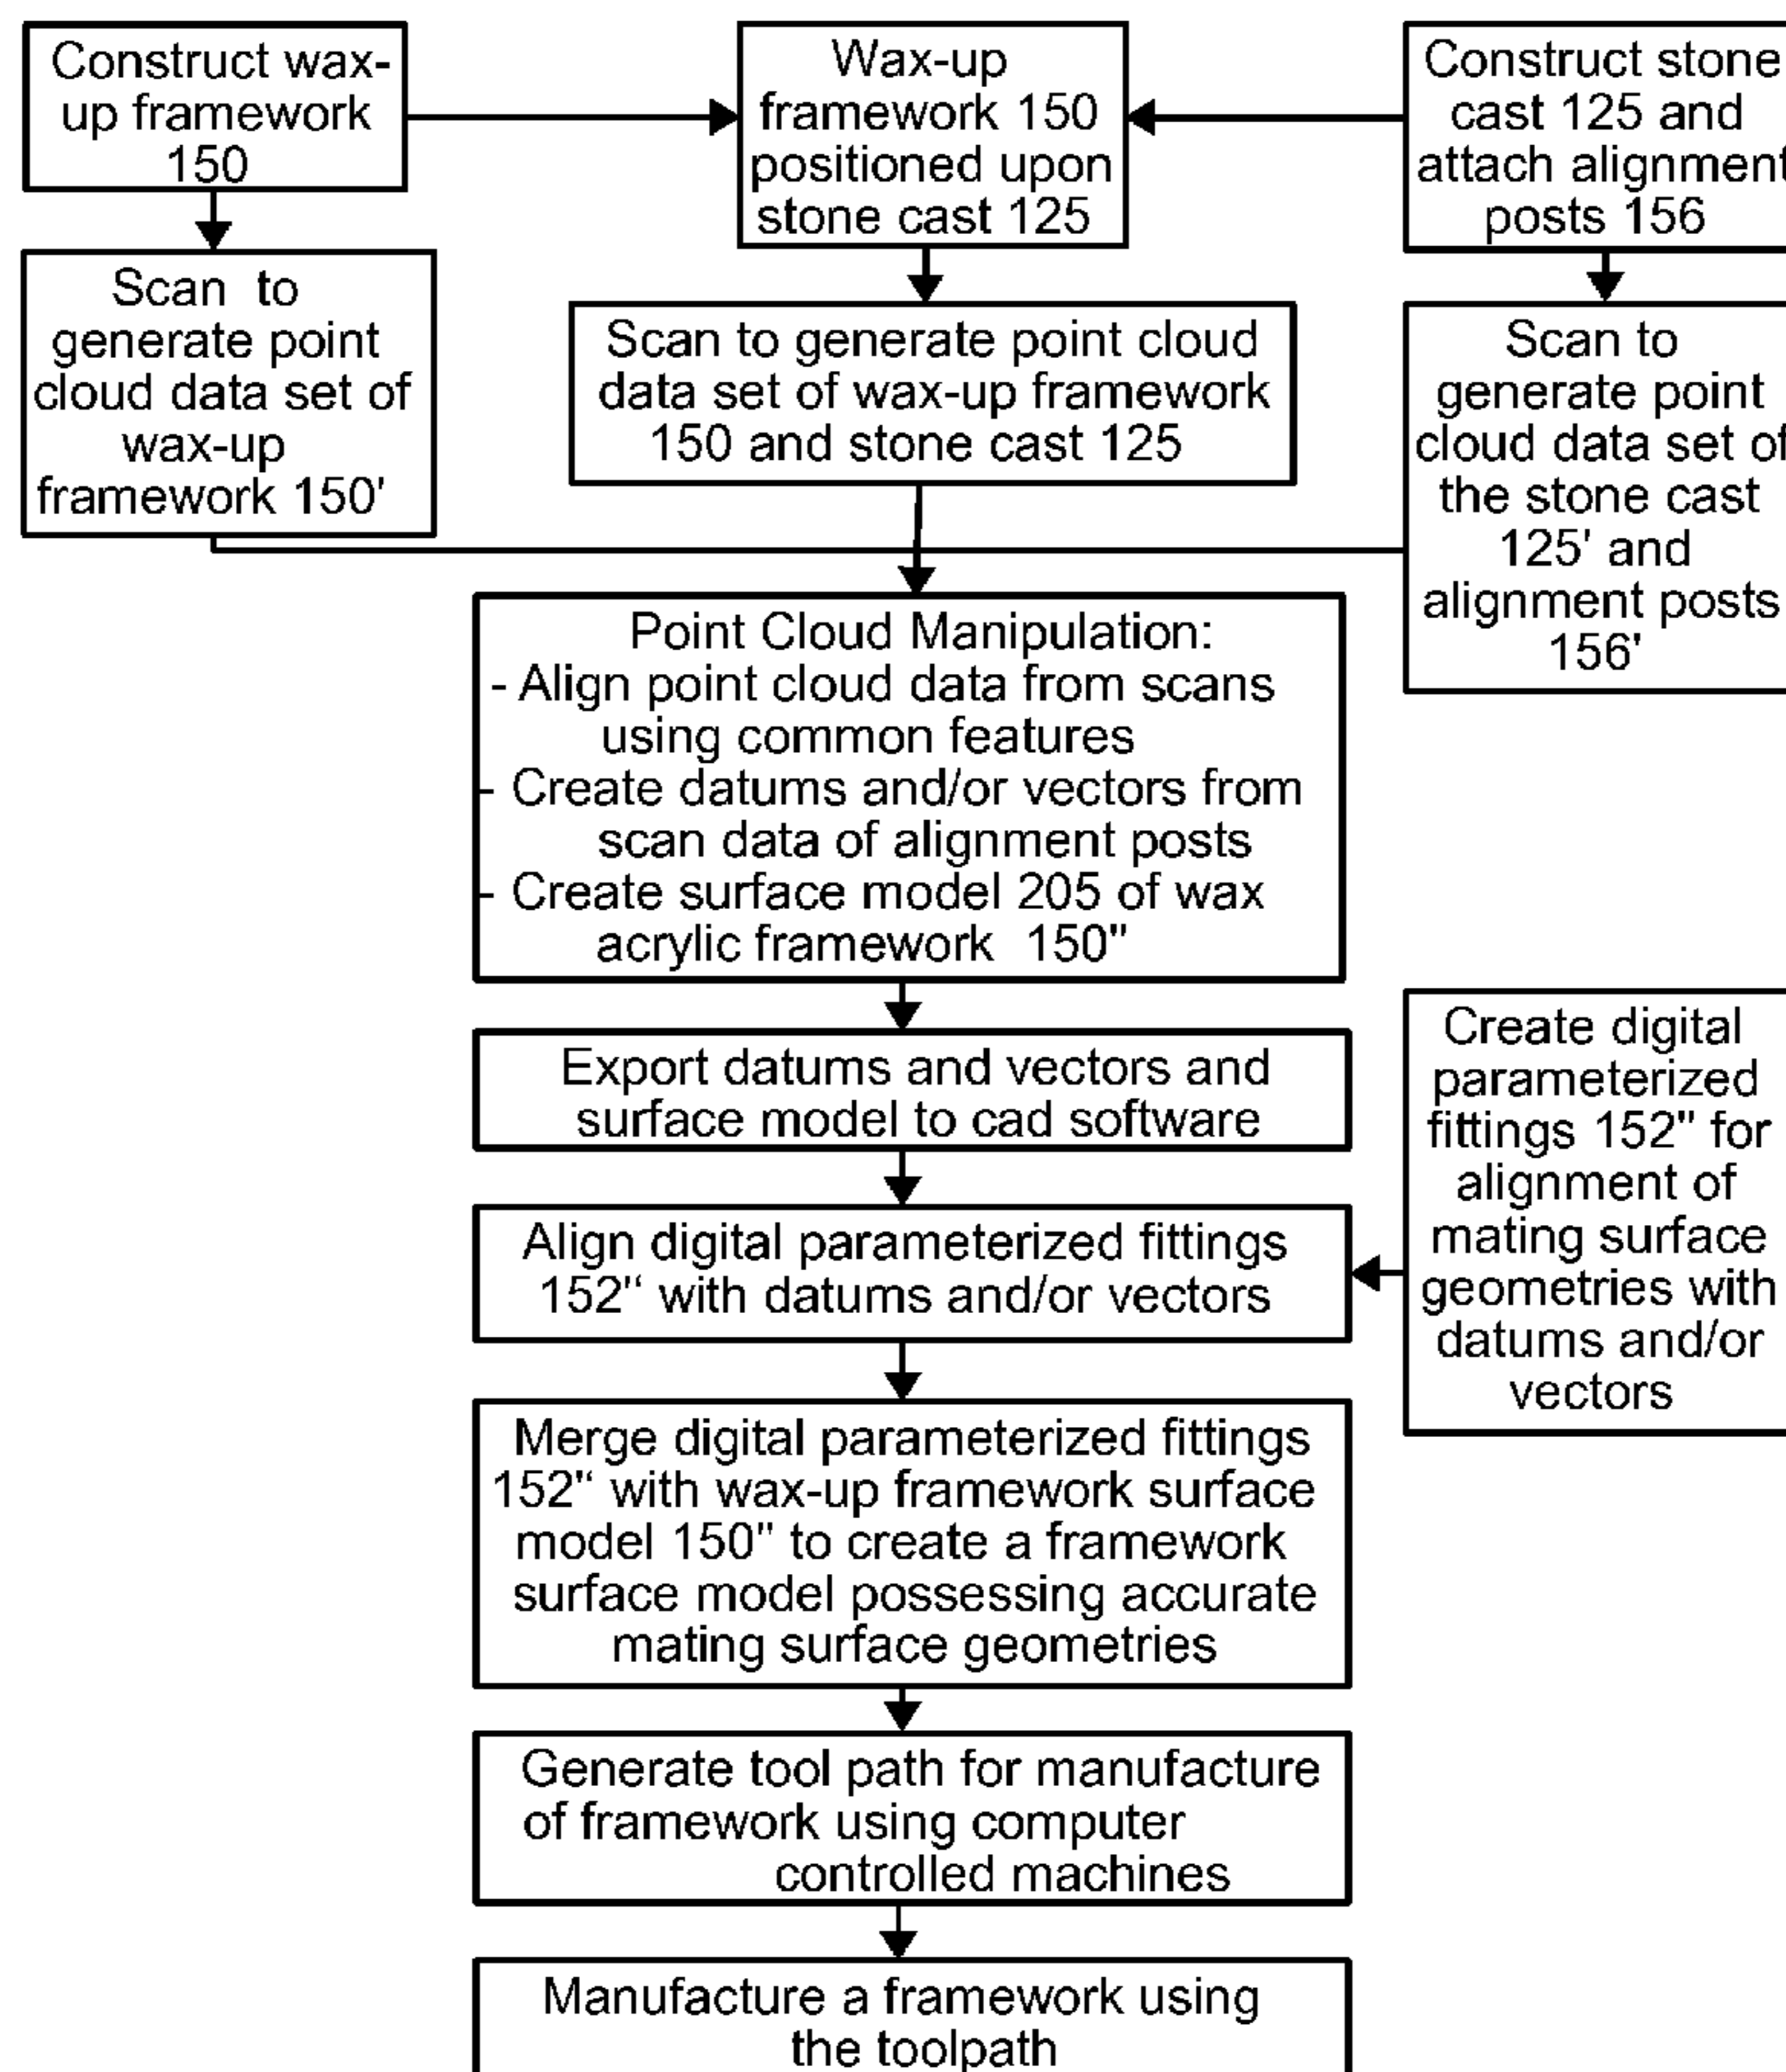 Construct wax-
up framework
150
Wax-up
framework 150
positioned upon
stone cast 125
Construct stone
cast 125 and
attach alignment
posts 156
Scan to
generate point
cloud data set of
wax-up
framework 150'
Scan to generate point cloud
data set of wax-up framework
150 and stone cast 125
Scan to
generate point
cloud data set of
the stone cast
125' and
alignment posts
156'
Point Cloud Manipulation:
- Align point cloud data from scans
using common features
- Create datums and/or vectors from
scan data of alignment posts
- Create surface model 205 of wax
acrylic framework 150"
Export datums and vectors and
surface model to cad software
Create digital
parameterized
fittings 152" for
alignment of
mating surface
geometries with
datums and/or
vectors
Align digital parameterized fittings
152" with datums and/or vectors
Merge digital parameterized fittings
152" with wax-up framework surface
model 150" to create a framework
surface model possessing accurate
mating surface geometries
Generate tool path for manufacture
of framework using computer
controlled machines
Manufacture a framework using
the toolpath